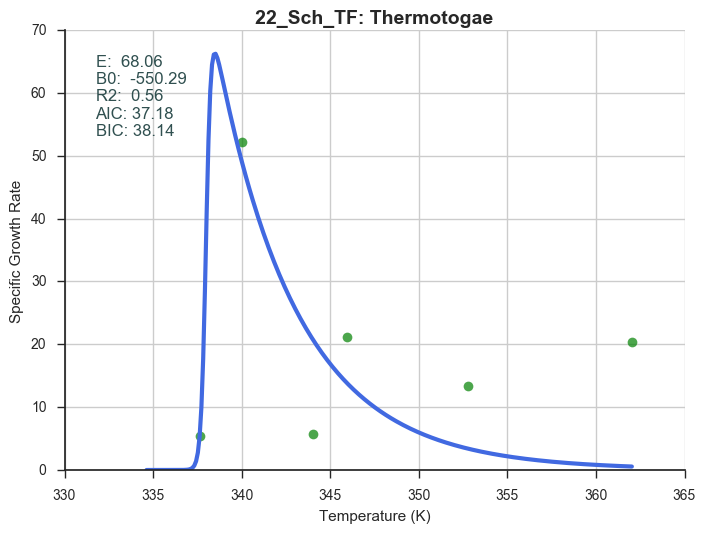 22_Sch_TF: Thermotogae
E: 68.06
B0: -550.29
R2: 0.56
AIC: 37.18
BIC: 38.14
Specific Growth Rate
70
60
50
40
30
20
10
0
330 335 340 345 350 355 360 365
Temperature (K)